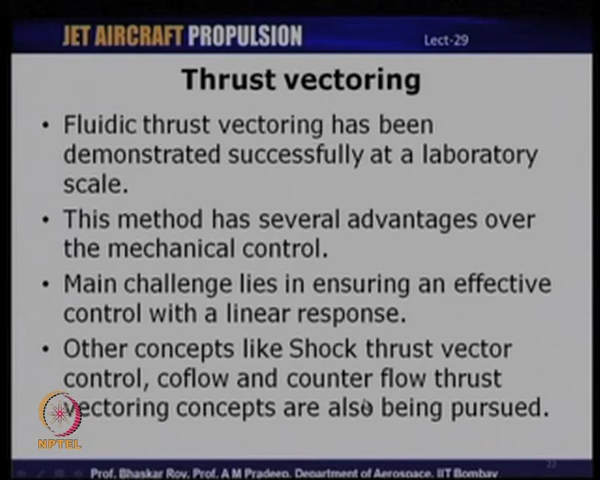 JET AIRCRAFT PROPULSION
Lect-29
Thrust vectoring
• Fluidic thrust vectoring has been
demonstrated successfully at a laboratory
scale.
• This method has several advantages over
the mechanical control.
• Main challenge lies in ensuring an effective
control with a linear response.
• Other concepts like Shock thrust vector
control, coflow and counter flow thrust
vectoring concepts are also being pursued.
NPTEL
22
Prof. Bhaskar Roy, Prof. A M Pradeep, Department of Aerospace, IIT Bombay